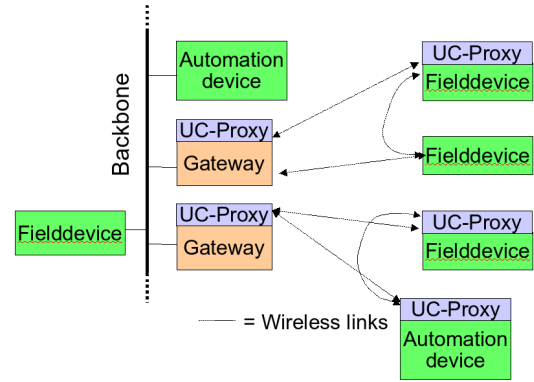 Backbone
Automation
device
UC-Proxy
Gateway
UC-Proxy
Gateway
Fielddevice
UC-Proxy
Fielddevice
Fielddevice
UC-Proxy
Fielddevice
UC-Proxy
Automation
device
= Wireless links